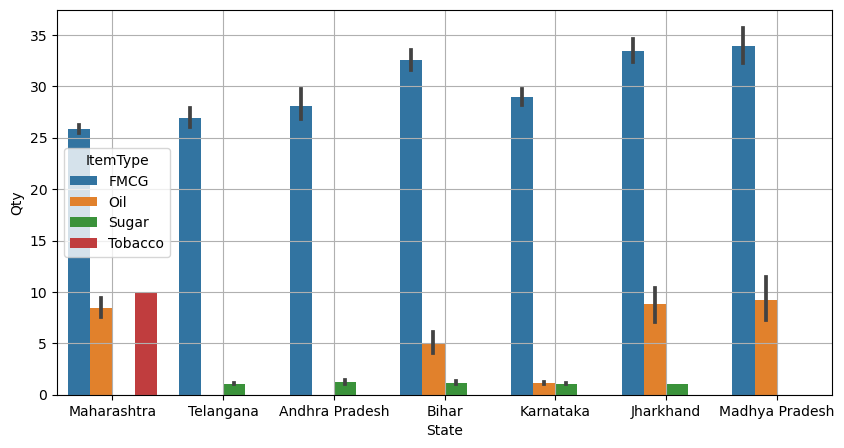 35
30
25
20
15
10
5
0
Qty
ItemType
FMCG
Oil
Sugar
Tobacco
Maharashtra Telangana Andhra Pradesh Bihar Karnataka Jharkhand Madhya Pradesh
State